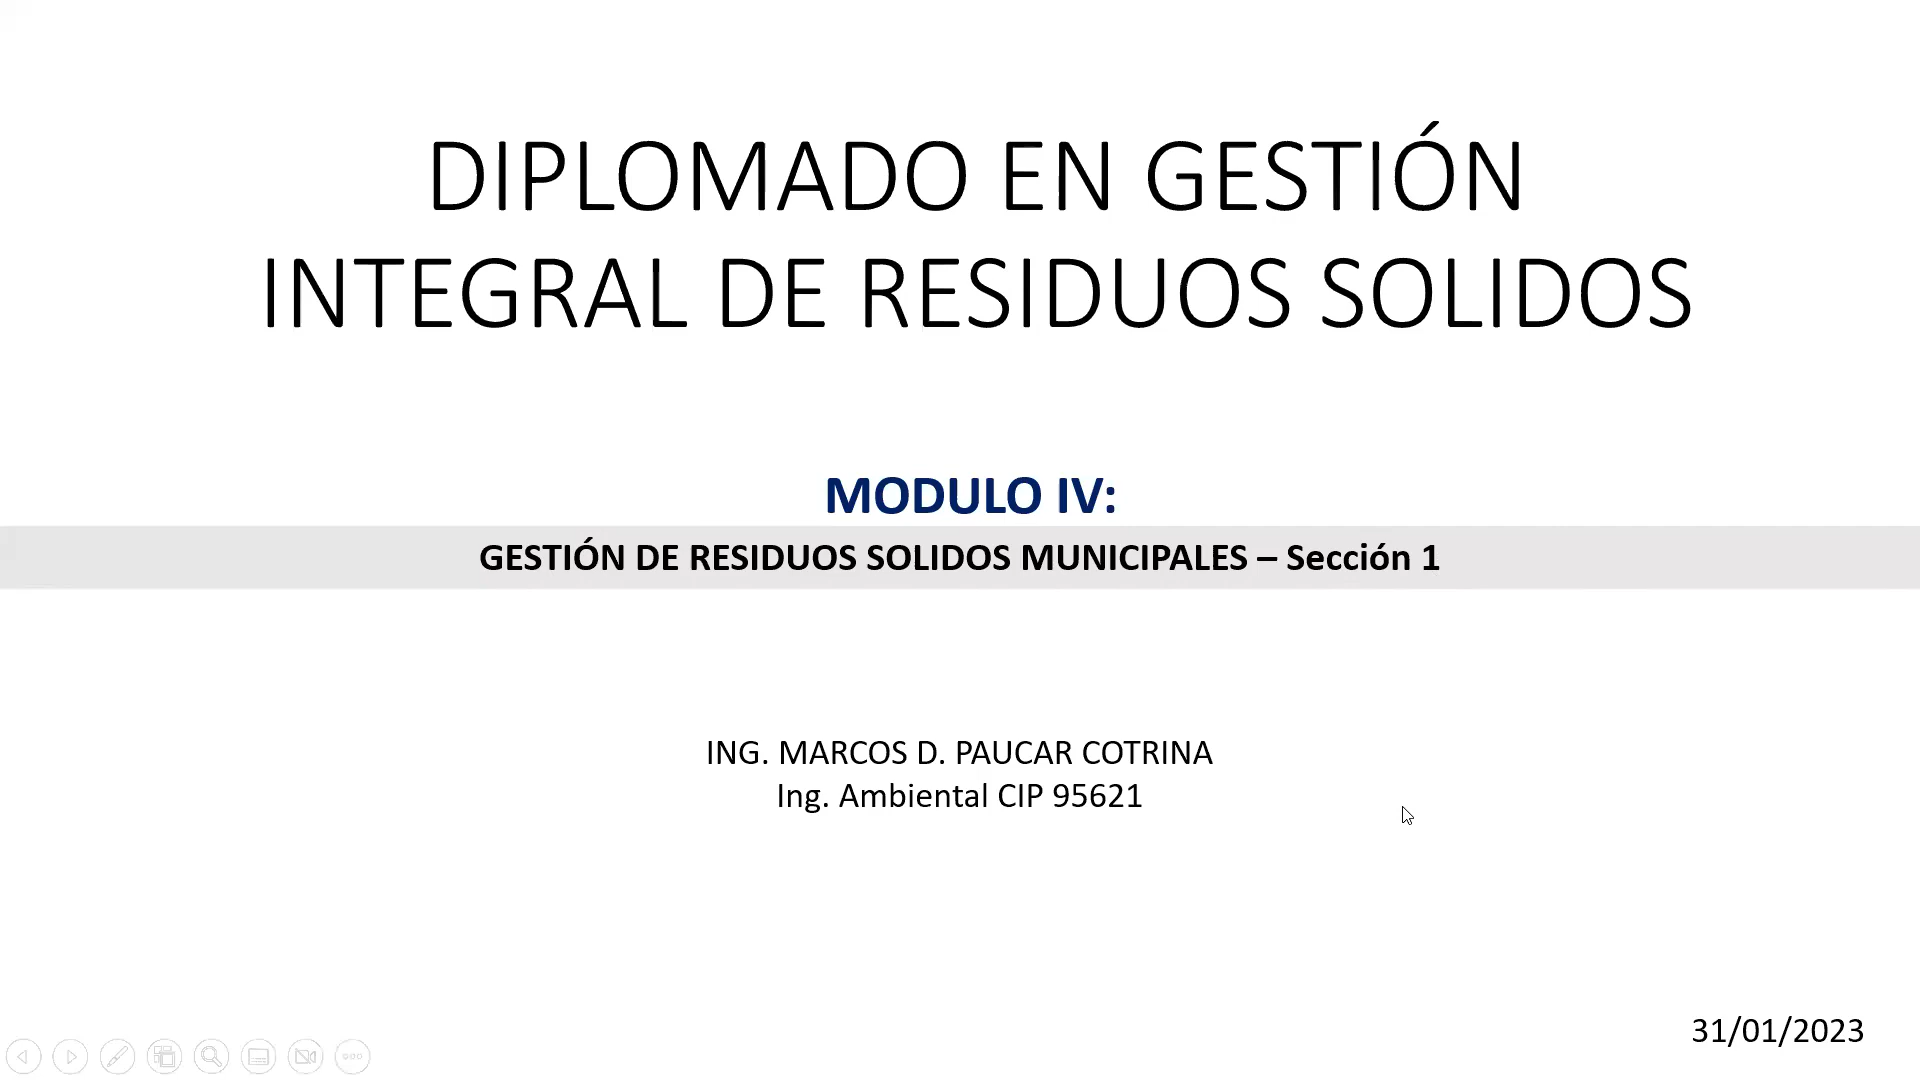 DIPLOMADO EN GESTIÓN
INTEGRAL DE RESIDUOS SOLIDOS
MODULO IV:
GESTIÓN DE RESIDUOS SOLIDOS MUNICIPALES – Sección 1
ING. MARCOS D. PAUCAR COTRINA
Ing. Ambiental CIP 95621
31/01/2023